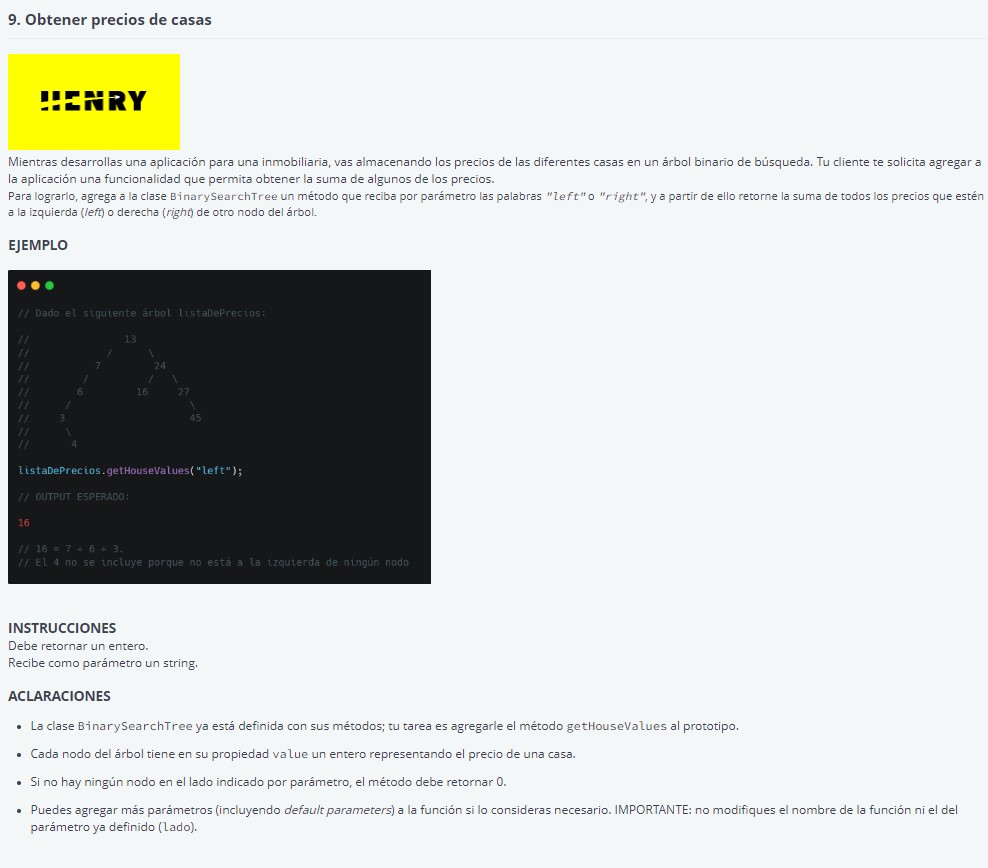 9. Obtener precios de casas
HENRY
Mientras desarrollas una aplicación para una inmobiliaria, vas almacenando los precios de las diferentes casas en un árbol binario de búsqueda. Tu cliente te solicita agregar a
la aplicación una funcionalidad que permita obtener la suma de algunos de los precios.
Para lograrlo, agrega a la clase BinarySearchTree un método que reciba por parámetro las palabras "left" o "right", y a partir de ello retorne la suma de todos los precios que estén
a la izquierda (left) o derecha (right) de otro nodo del árbol.
EJEMPLO
// Dado el siguiente árbol listaDePrecios:
//                13
//             /      \
//           7         24
//         /          /   \
//        6         16     27
//      /                    \
//     3                     45
//      \
//       4
listaDePrecios.getHouseValues("left");
// OUTPUT ESPERADO:
16
// 16 = 7 + 6 + 3.
// El 4 no se incluye porque no está a la izquierda de ningún nodo
INSTRUCCIONES
Debe retornar un entero.
Recibe como parámetro un string.
ACLARACIONES
• La clase BinarySearchTree ya está definida con sus métodos; tu tarea es agregarle el método getHouseValues al prototipo.
• Cada nodo del árbol tiene en su propiedad value un entero representando el precio de una casa.
• Si no hay ningún nodo en el lado indicado por parámetro, el método debe retornar 0.
• Puedes agregar más parámetros (incluyendo default parameters) a la función si lo consideras necesario. IMPORTANTE: no modifiques el nombre de la función ni el del
parámetro ya definido (lado).